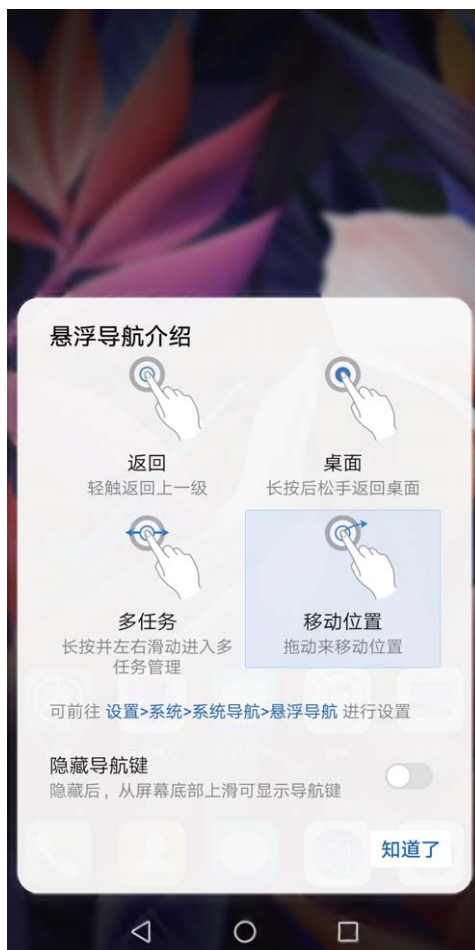 悬浮导航介绍
返回
轻触返回上一级
桌面
长按后松手返回桌面
多任务
长按并左右滑动进入多
任务管理
移动位置
拖动来移动位置
可前往 设置>系统>系统导航>悬浮导航 进行设置
隐藏导航键
隐藏后，从屏幕底部上滑可显示导航键
知道了